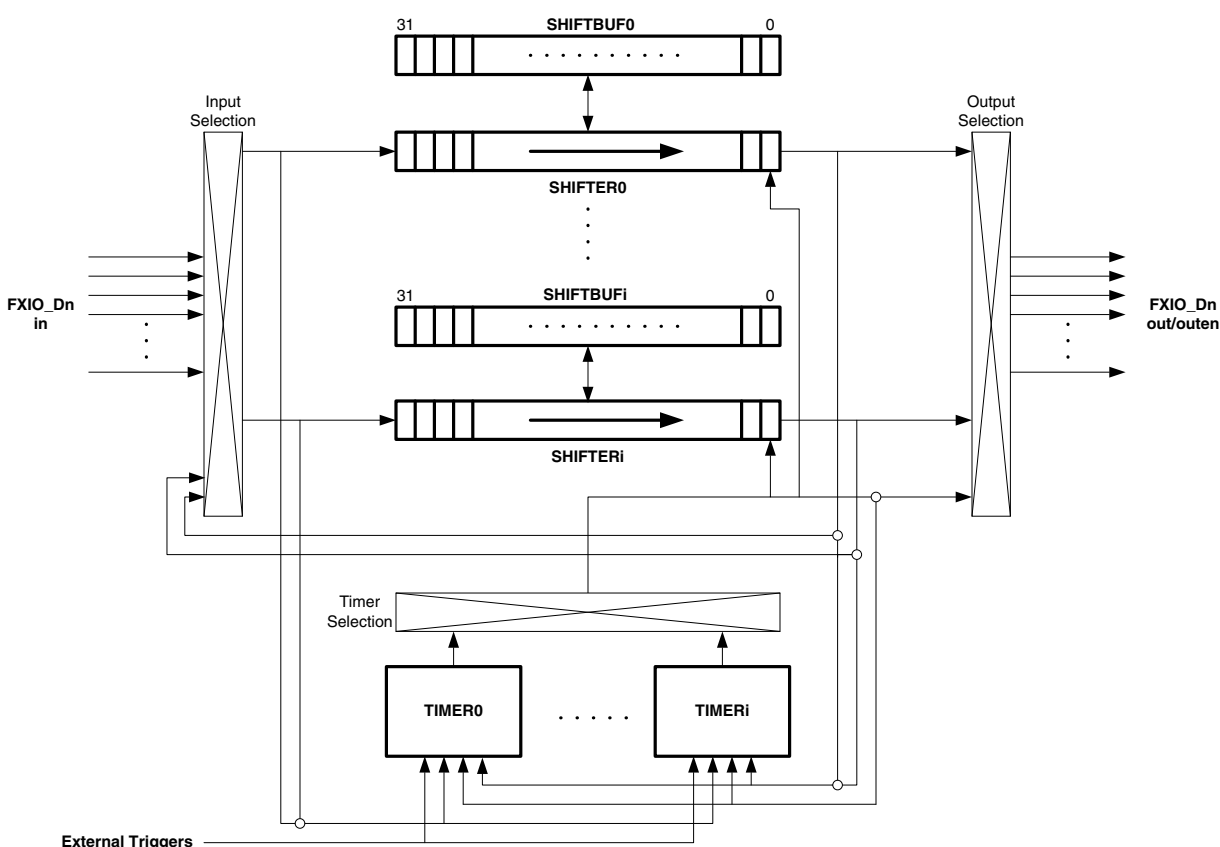 31
SHIFTBUF0
0
Input
Selection
Output
Selection
SHIFTER0
FXIO_Dn
in
31
SHIFTBUFi
0
FXIO_Dn
out/outen
SHIFTERi
Timer
Selection
TIMER0
TIMERi
External Triggers